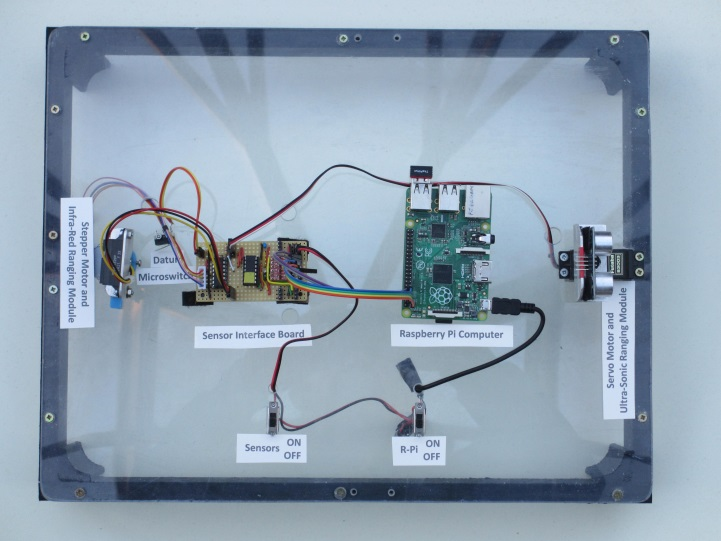 Stepper Motor and
Infra-Red Ranging Module
Datum
Microswitch
Sensor Interface Board
Raspberry Pi Computer
Servo Motor and
Ultra-Sonic Ranging Module
Sensors ON
OFF
R-Pi ON
OFF